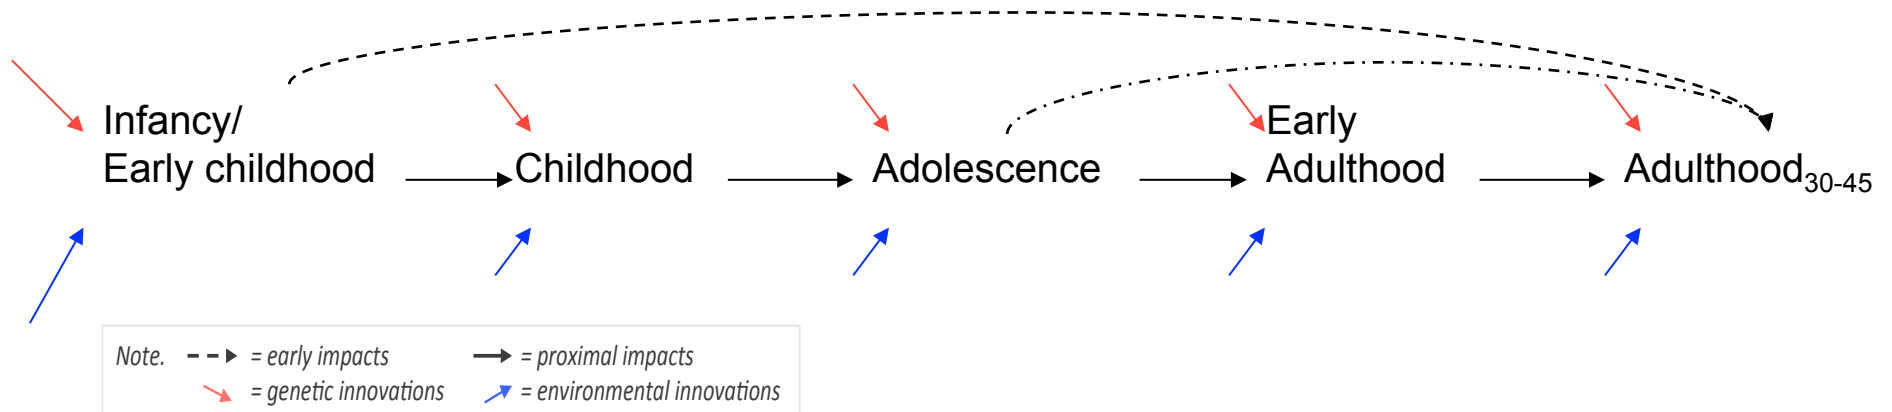 Infancy/
Early childhood
Childhood
Adolescence
Early
Adulthood
Adulthood30-45
Note. = early impacts = proximal impacts
= genetic innovations = environmental innovations